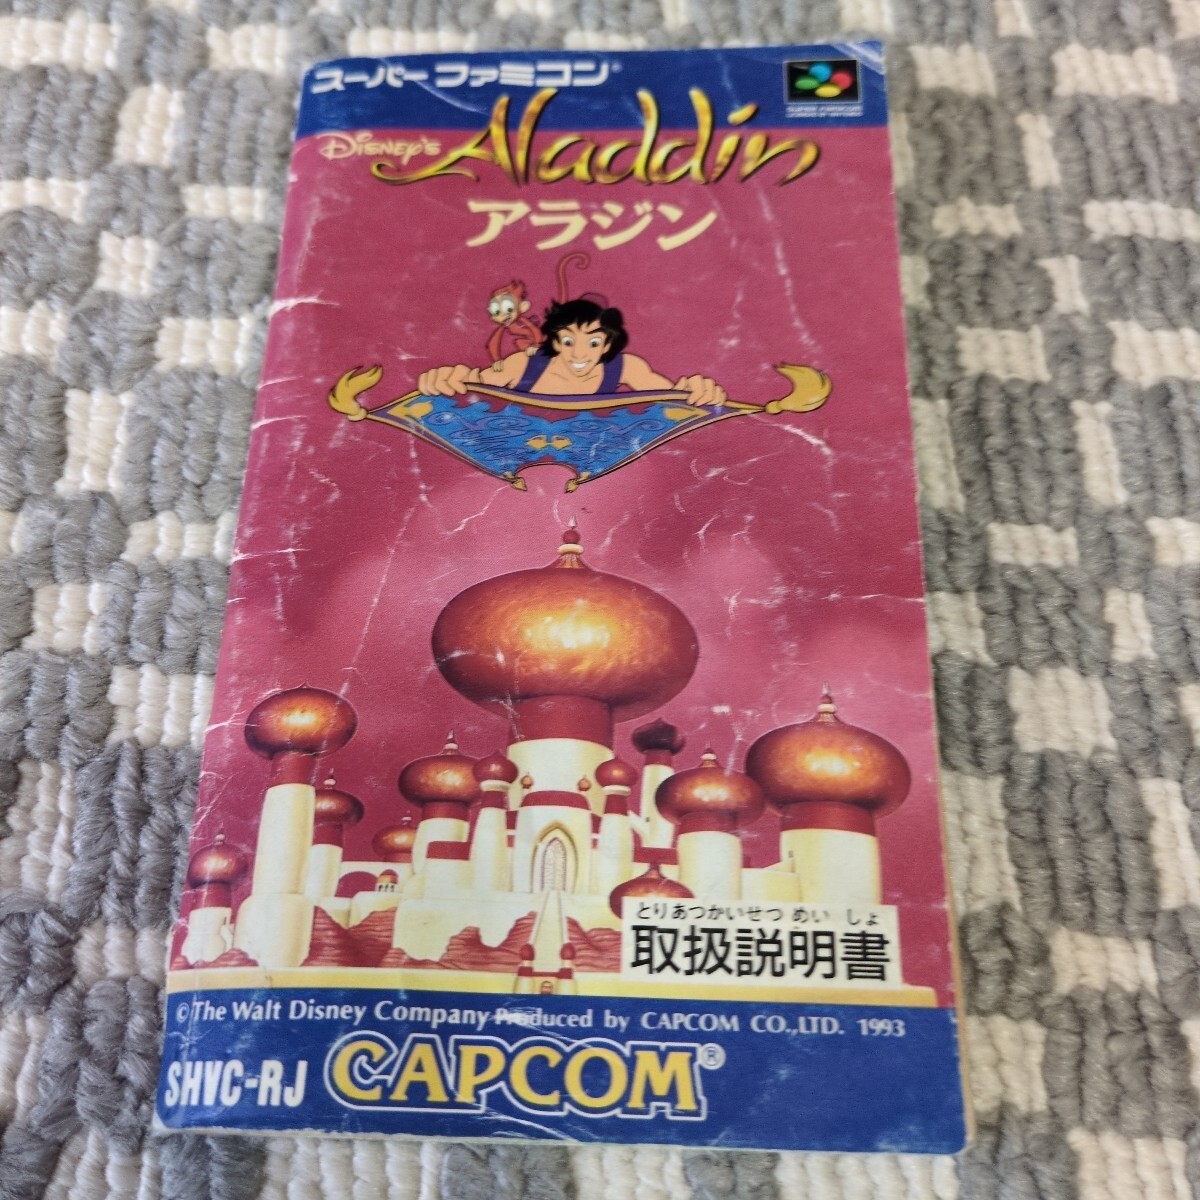 スーパーファミコン®
DISNEY'S Aladdin
アラジン
SUPER FAMICOM
とりあつかいせつめいしょ
取扱説明書
© The Walt Disney Company Produced by CAPCOM CO.,LTD. 1993
SHVC-RJ CAPCOM®